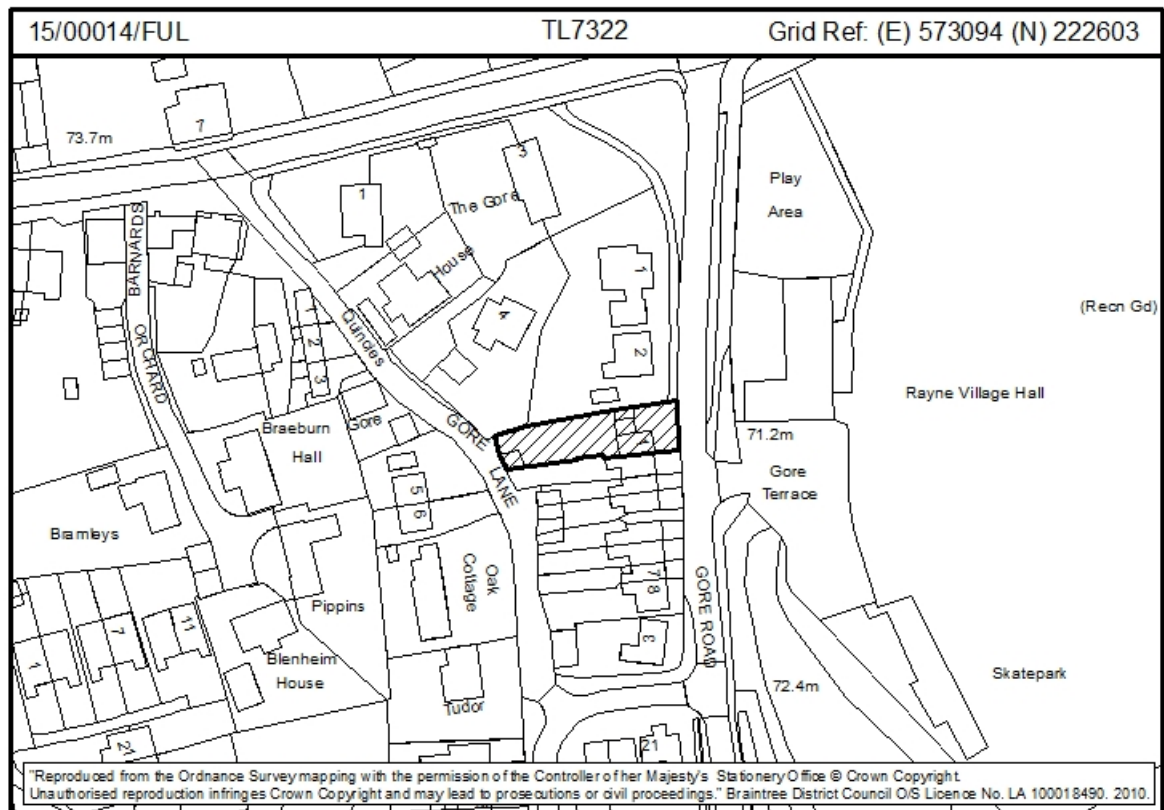 15/00014/FUL TL7322 Grid Ref: (E) 573094 (N) 222603
73.7m
7
1
The Gore
3
House
Play
Area
BARNARDS
ORCHARD
Quinces
4
1
2
(Recn Gd)
Rayne Village Hall
1
2
3
Braeburn
Hall
Gore
GORE
LANE
1
71.2m
Gore
Terrace
5
6
Bramleys
Oak
Cottage
7
8
GORE ROAD
Pippins
3
1
7
11
Blenheim
House
Tudor
72.4m
Skatepark
21
21
"Reproduced from the Ordnance Survey mapping with the permission of the Controller of her Majesty's Stationery Office © Crown Copyright.
Unauthorised reproduction infringes Crown Copyright and may lead to prosecutions or civil proceedings." Braintree District Council O/S Licence No. LA 100018490. 2010.